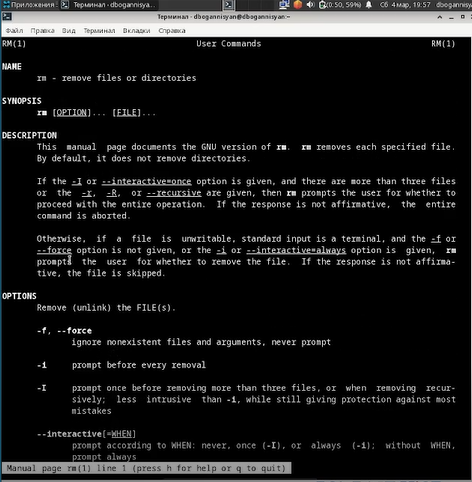 Приложения Терминал - dbogannisya... (0:50, 59%) Сб 4 мар, 19:57 dbogannisy
Терминал - dbogannisyan@dbogannisyan:~
Файл Правка Вид Терминал Вкладки Справка
RM(1) User Commands RM(1)
NAME
rm - remove files or directories
SYNOPSIS
rm [OPTION]... [FILE]...
DESCRIPTION
This manual page documents the GNU version of rm. rm removes each specified file.
By default, it does not remove directories.
If the -I or --interactive=once option is given, and there are more than three files
or the -r, -R, or --recursive are given, then rm prompts the user for whether to
proceed with the entire operation. If the response is not affirmative, the entire
command is aborted.
Otherwise, if a file is unwritable, standard input is a terminal, and the -f or
--force option is not given, or the -i or --interactive=always option is given, rm
prompts the user for whether to remove the file. If the response is not affirma-
tive, the file is skipped.
OPTIONS
Remove (unlink) the FILE(s).
-f, --force
ignore nonexistent files and arguments, never prompt
-i prompt before every removal
-I prompt once before removing more than three files, or when removing recur-
sively; less intrusive than -i, while still giving protection against most
mistakes
--interactive[=WHEN]
prompt according to WHEN: never, once (-I), or always (-i); without WHEN,
prompt always
Manual page rm(1) line 1 (press h for help or q to quit)